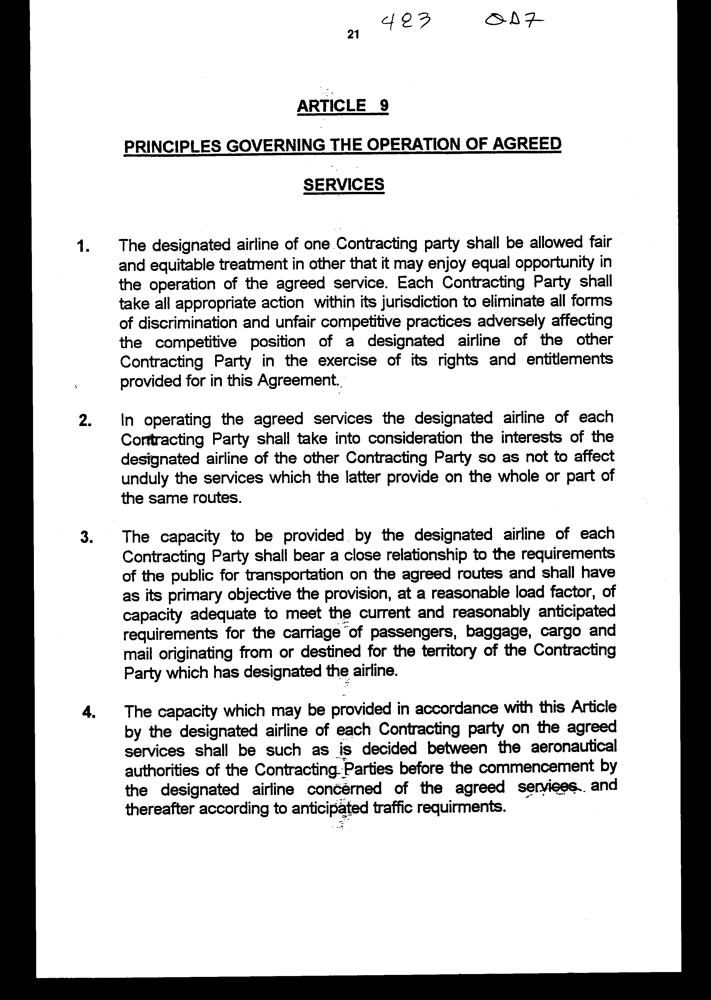 423
21
ARTICLE 9
PRINCIPLES GOVERNING THE OPERATION OF AGREED
SERVICES
1. The designated airline of one Contracting party shall be allowed fair
and equitable treatment in other that it may enjoy equal opportunity in
the operation of the agreed service. Each Contracting Party shall
take all appropriate action within its jurisdiction to eliminate all forms
of discrimination and unfair competitive practices adversely affecting
the competitive position of a designated airline of the other
Contracting Party in the exercise of its rights and entitlements
provided for in this Agreement.
2. In operating the agreed services the designated airline of each
Contracting Party shall take into consideration the interests of the
designated airline of the other Contracting Party so as not to affect
unduly the services which the latter provide on the whole or part of
the same routes.
3. The capacity to be provided by the designated airline of each
Contracting Party shall bear a close relationship to the requirements
of the public for transportation on the agreed routes and shall have
as its primary objective the provision, at a reasonable load factor, of
capacity adequate to meet the current and reasonably anticipated
requirements for the carriage of passengers, baggage, cargo and
mail originating from or destined for the territory of the Contracting
Party which has designated the airline.
4. The capacity which may be provided in accordance with this Article
by the designated airline of each Contracting party on the agreed
services shall be such as is decided between the aeronautical
authorities of the Contracting Parties before the commencement by
the designated airline concerned of the agreed services and
thereafter according to anticipated traffic requirments.